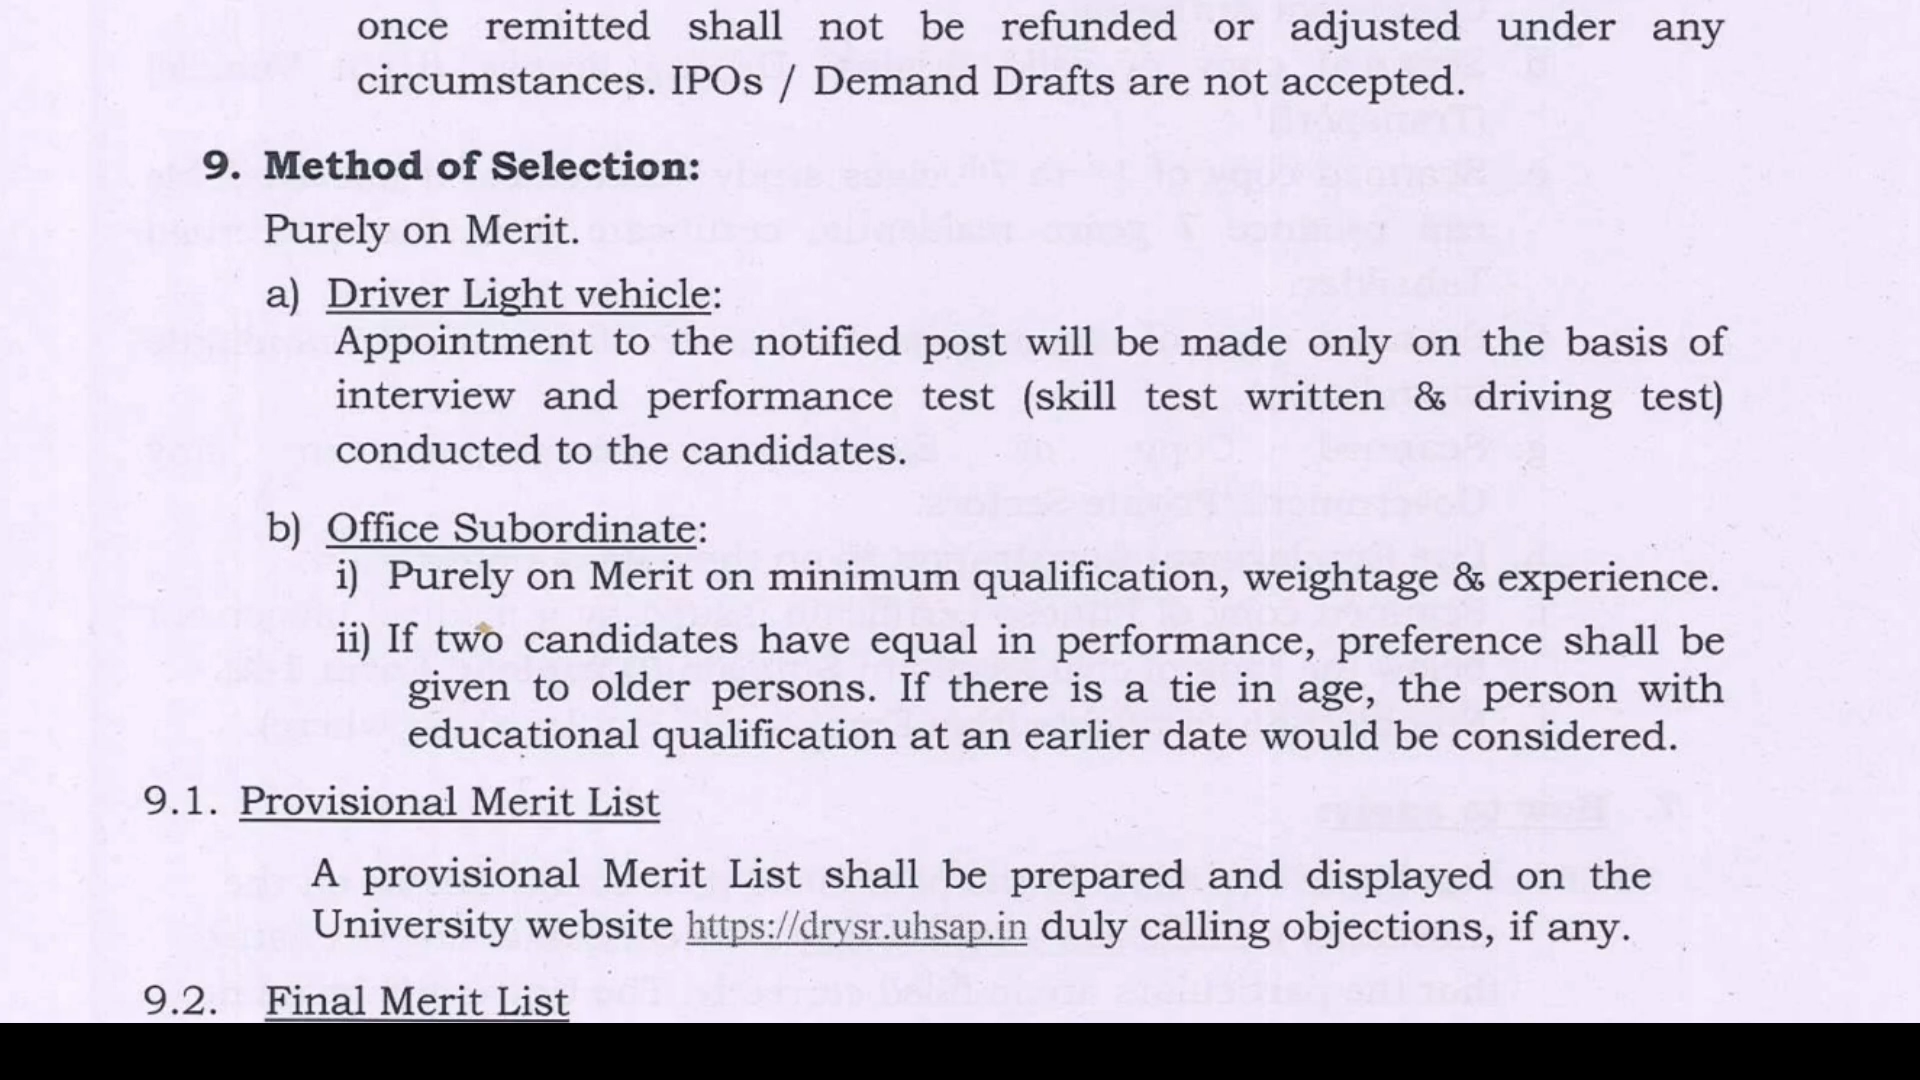 once remitted shall not be refunded or adjusted under any
circumstances. IPOs / Demand Drafts are not accepted.
9. Method of Selection:
Purely on Merit.
a) Driver Light vehicle:
Appointment to the notified post will be made only on the basis of
interview and performance test (skill test written & driving test)
conducted to the candidates.
b) Office Subordinate:
i) Purely on Merit on minimum qualification, weightage & experience.
ii) If two candidates have equal in performance, preference shall be
given to older persons. If there is a tie in age, the person with
educational qualification at an earlier date would be considered.
9.1. Provisional Merit List
A provisional Merit List shall be prepared and displayed on the
University website https://drysr.uhsap.in duly calling objections, if any.
9.2. Final Merit List